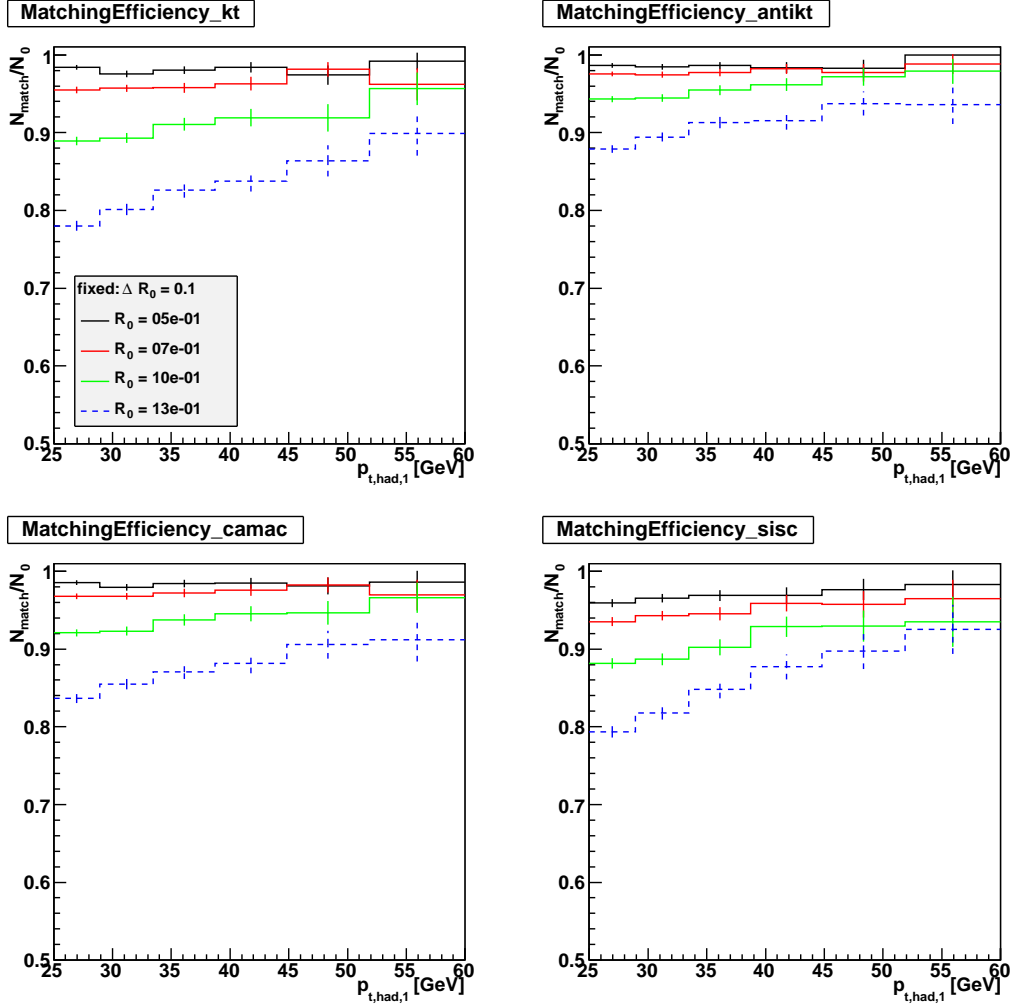 MatchingEfficiency_kt
N_match/N_0
1
0.9
0.8
0.7
0.6
0.5
fixed: Δ R_0 = 0.1
R_0 = 05e-01
R_0 = 07e-01
R_0 = 10e-01
R_0 = 13e-01
25 30 35 40 45 50 55 60
p_t,had,1 [GeV]
MatchingEfficiency_antikt
N_match/N_0
1
0.9
0.8
0.7
0.6
0.5
25 30 35 40 45 50 55 60
p_t,had,1 [GeV]
MatchingEfficiency_camac
N_match/N_0
1
0.9
0.8
0.7
0.6
0.5
25 30 35 40 45 50 55 60
p_t,had,1 [GeV]
MatchingEfficiency_sisc
N_match/N_0
1
0.9
0.8
0.7
0.6
0.5
25 30 35 40 45 50 55 60
p_t,had,1 [GeV]